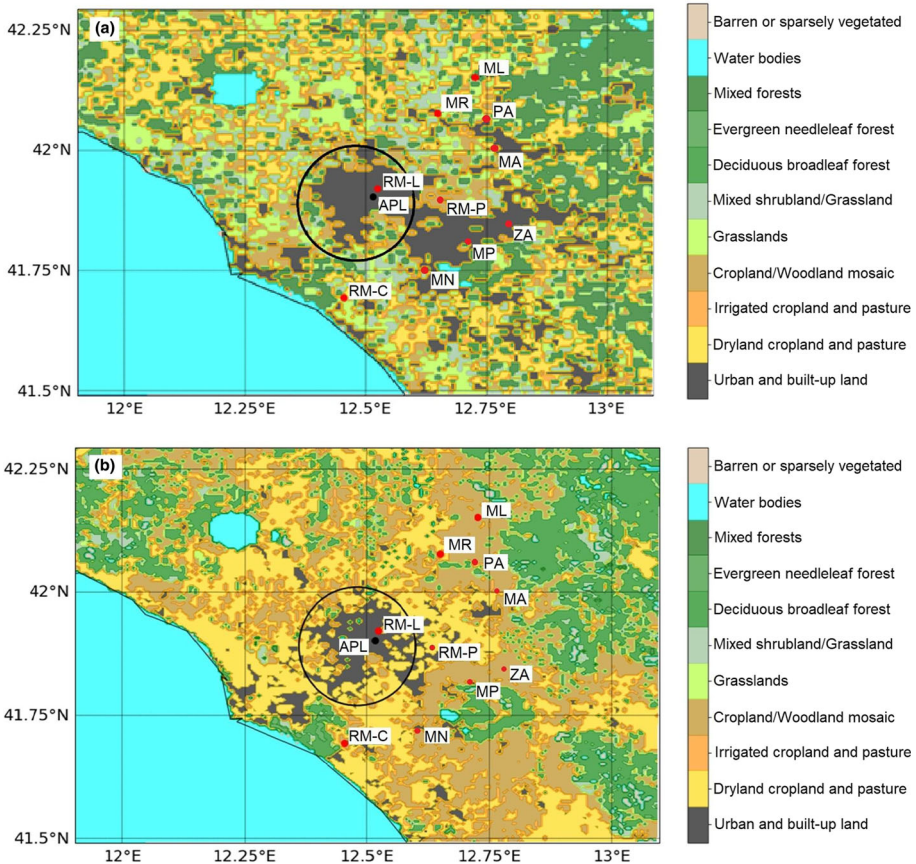 (a)
42.25°N
42°N
41.75°N
41.5°N
12°E
12.25°E
12.5°E
12.75°E
13°E
ML
MR
PA
MA
RM-L
APL
RM-P
ZA
MP
MN
RM-C
Barren or sparsely vegetated
Water bodies
Mixed forests
Evergreen needleleaf forest
Deciduous broadleaf forest
Mixed shrubland/Grassland
Grasslands
Cropland/Woodland mosaic
Irrigated cropland and pasture
Dryland cropland and pasture
Urban and built-up land
(b)
42.25°N
42°N
41.75°N
41.5°N
12°E
12.25°E
12.5°E
12.75°E
13°E
ML
MR
PA
MA
RM-L
APL
RM-P
ZA
MP
MN
RM-C
Barren or sparsely vegetated
Water bodies
Mixed forests
Evergreen needleleaf forest
Deciduous broadleaf forest
Mixed shrubland/Grassland
Grasslands
Cropland/Woodland mosaic
Irrigated cropland and pasture
Dryland cropland and pasture
Urban and built-up land